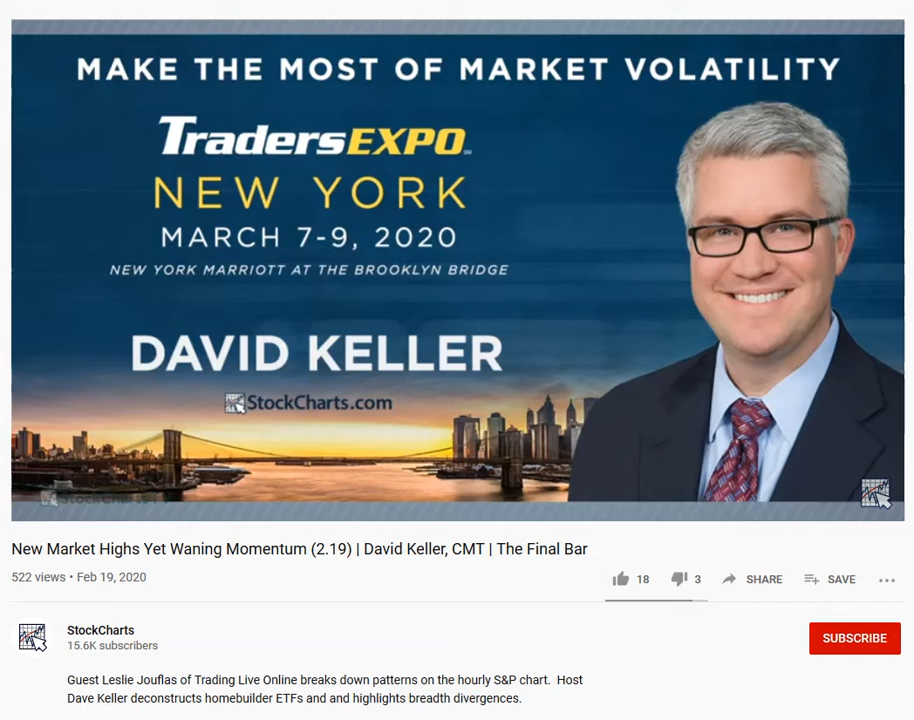 MAKE THE MOST OF MARKET VOLATILITY
TradersEXPO SM
NEW YORK
MARCH 7-9, 2020
NEW YORK MARRIOTT AT THE BROOKLYN BRIDGE
DAVID KELLER
StockCharts.com
StockCharts
New Market Highs Yet Waning Momentum (2.19) | David Keller, CMT | The Final Bar
522 views • Feb 19, 2020
18 3 SHARE SAVE
StockCharts
15.6K subscribers
SUBSCRIBE
Guest Leslie Jouflas of Trading Live Online breaks down patterns on the hourly S&P chart. Host
Dave Keller deconstructs homebuilder ETFs and and highlights breadth divergences.